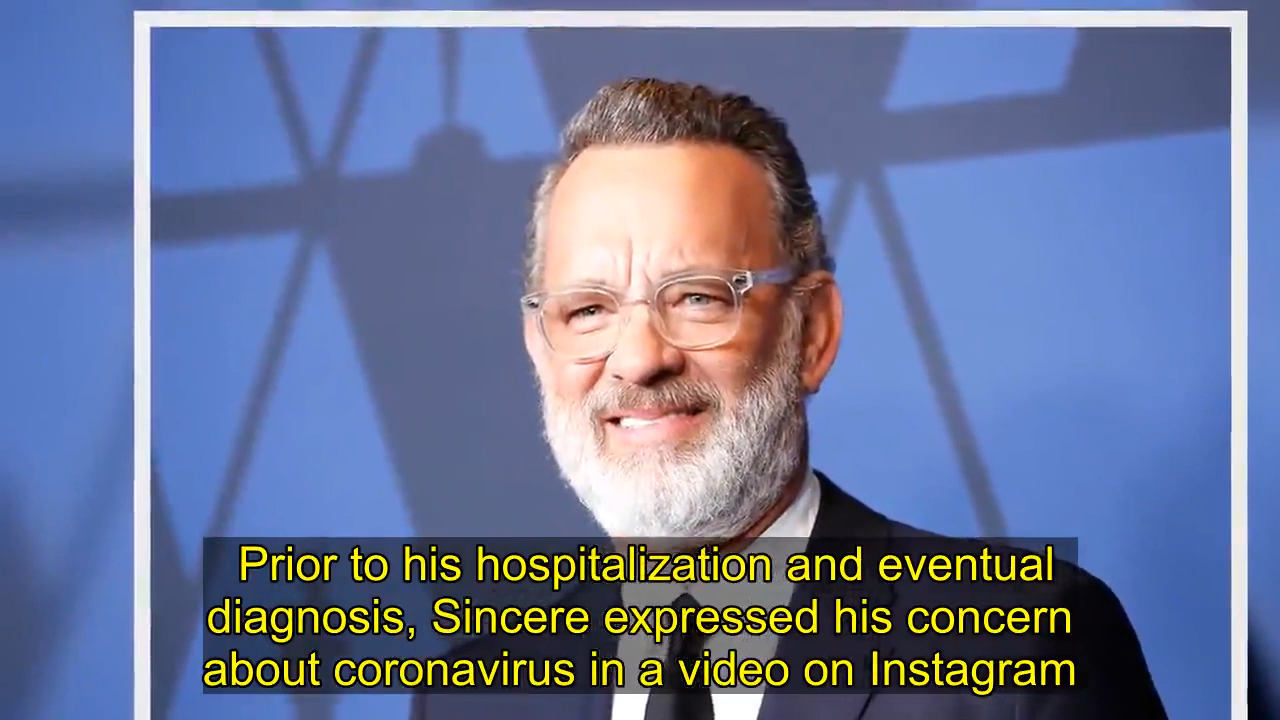 Prior to his hospitalization and eventual
diagnosis, Sincere expressed his concern
about coronavirus in a video on Instagram